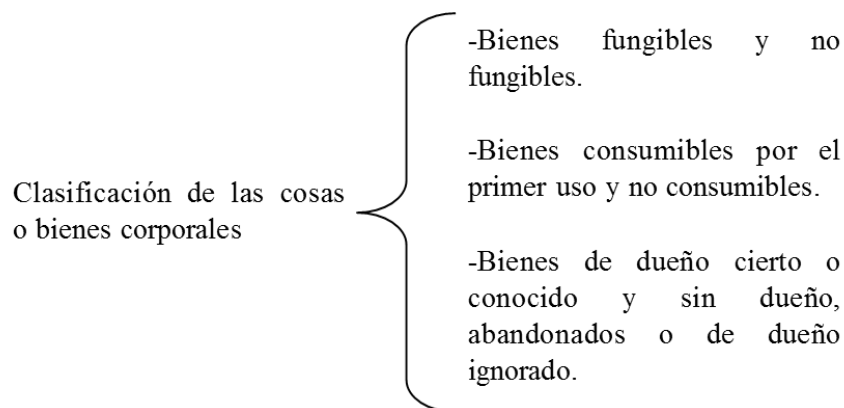 Clasificación de las cosas
o bienes corporales
-Bienes fungibles y no
fungibles.
-Bienes consumibles por el
primer uso y no consumibles.
-Bienes de dueño cierto o
conocido y sin dueño,
abandonados o de dueño
ignorado.